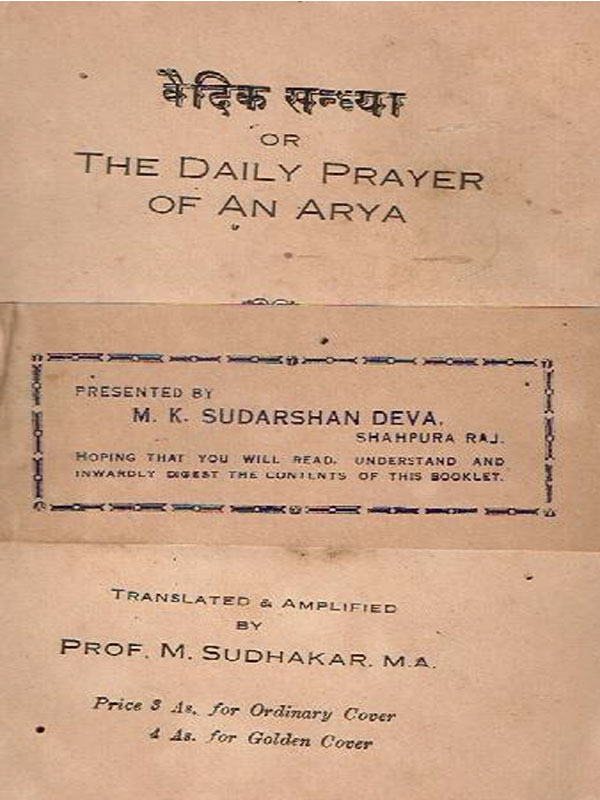 वैदिक सन्ध्या
OR
THE DAILY PRAYER
OF AN ARYA
PRESENTED BY
M. K. SUDARSHAN DEVA,
SHAHPURA RAJ.
HOPING THAT YOU WILL READ, UNDERSTAND AND
INWARDLY DIGEST THE CONTENTS OF THIS BOOKLET.
TRANSLATED & AMPLIFIED
BY
PROF. M. SUDHAKAR. M.A.
Price 3 As. for Ordinary Cover
4 As. for Golden Cover